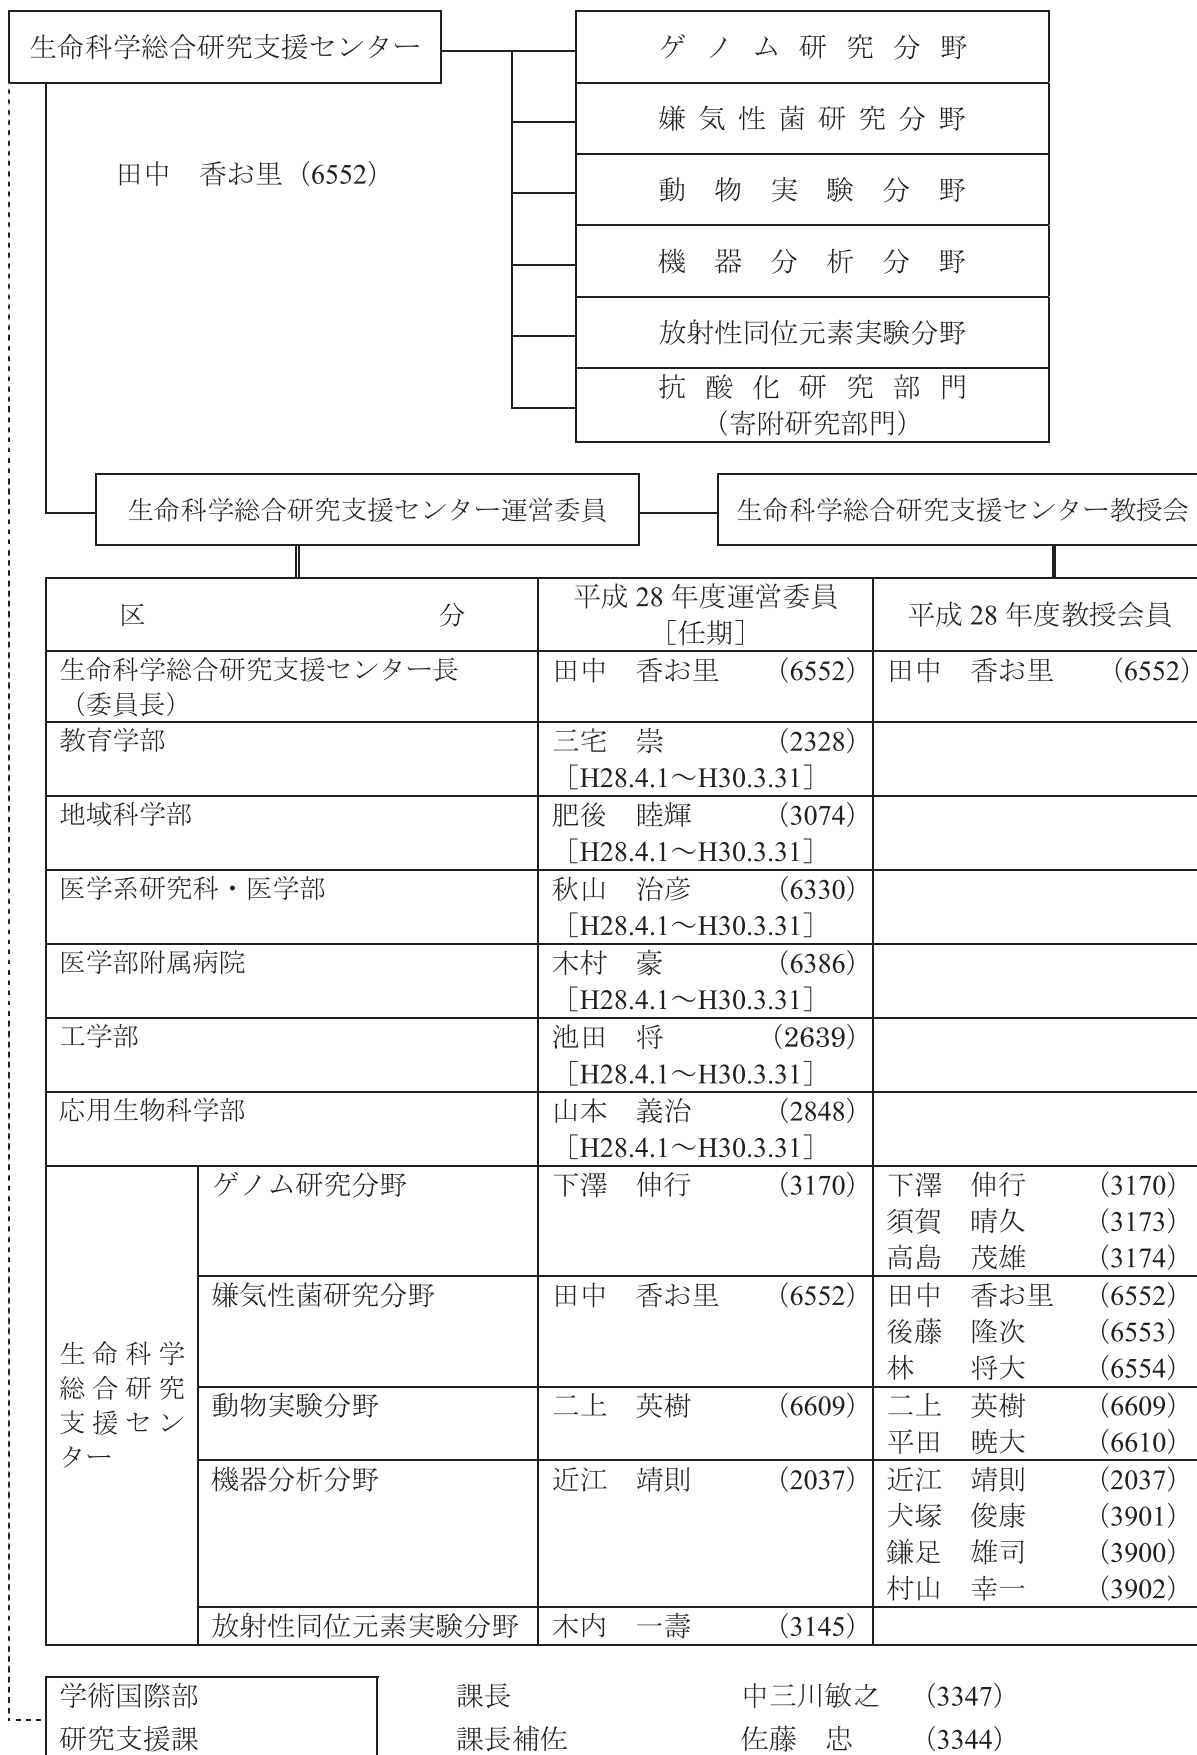 生命科学総合研究支援センター
田中　香お里（6552）
ゲノム研究分野
嫌気性菌研究分野
動物実験分野
機器分析分野
放射性同位元素実験分野
抗酸化研究部門
（寄附研究部門）
生命科学総合研究支援センター運営委員
生命科学総合研究支援センター教授会
区　分
平成 28 年度運営委員
［任期］
平成 28 年度教授会員
生命科学総合研究支援センター長
（委員長）
田中　香お里　（6552）
田中　香お里　（6552）
教育学部
三宅　崇　（2328）
［H28.4.1～H30.3.31］
地域科学部
肥後　睦輝　（3074）
［H28.4.1～H30.3.31］
医学系研究科・医学部
秋山　治彦　（6330）
［H28.4.1～H30.3.31］
医学部附属病院
木村　豪　（6386）
［H28.4.1～H30.3.31］
工学部
池田　将　（2639）
［H28.4.1～H30.3.31］
応用生物科学部
山本　義治　（2848）
［H28.4.1～H30.3.31］
生命科学
総合研究
支援セン
ター
ゲノム研究分野
下澤　伸行　（3170）
下澤　伸行　（3170）
須賀　晴久　（3173）
高島　茂雄　（3174）
嫌気性菌研究分野
田中　香お里　（6552）
田中　香お里　（6552）
後藤　隆次　（6553）
林　将大　（6554）
動物実験分野
二上　英樹　（6609）
二上　英樹　（6609）
平田　暁大　（6610）
機器分析分野
近江　靖則　（2037）
近江　靖則　（2037）
犬塚　俊康　（3901）
鎌足　雄司　（3900）
村山　幸一　（3902）
放射性同位元素実験分野
木内　一壽　（3145）
学術国際部
研究支援課
課長　中三川敏之　（3347）
課長補佐　佐藤　忠　（3344）